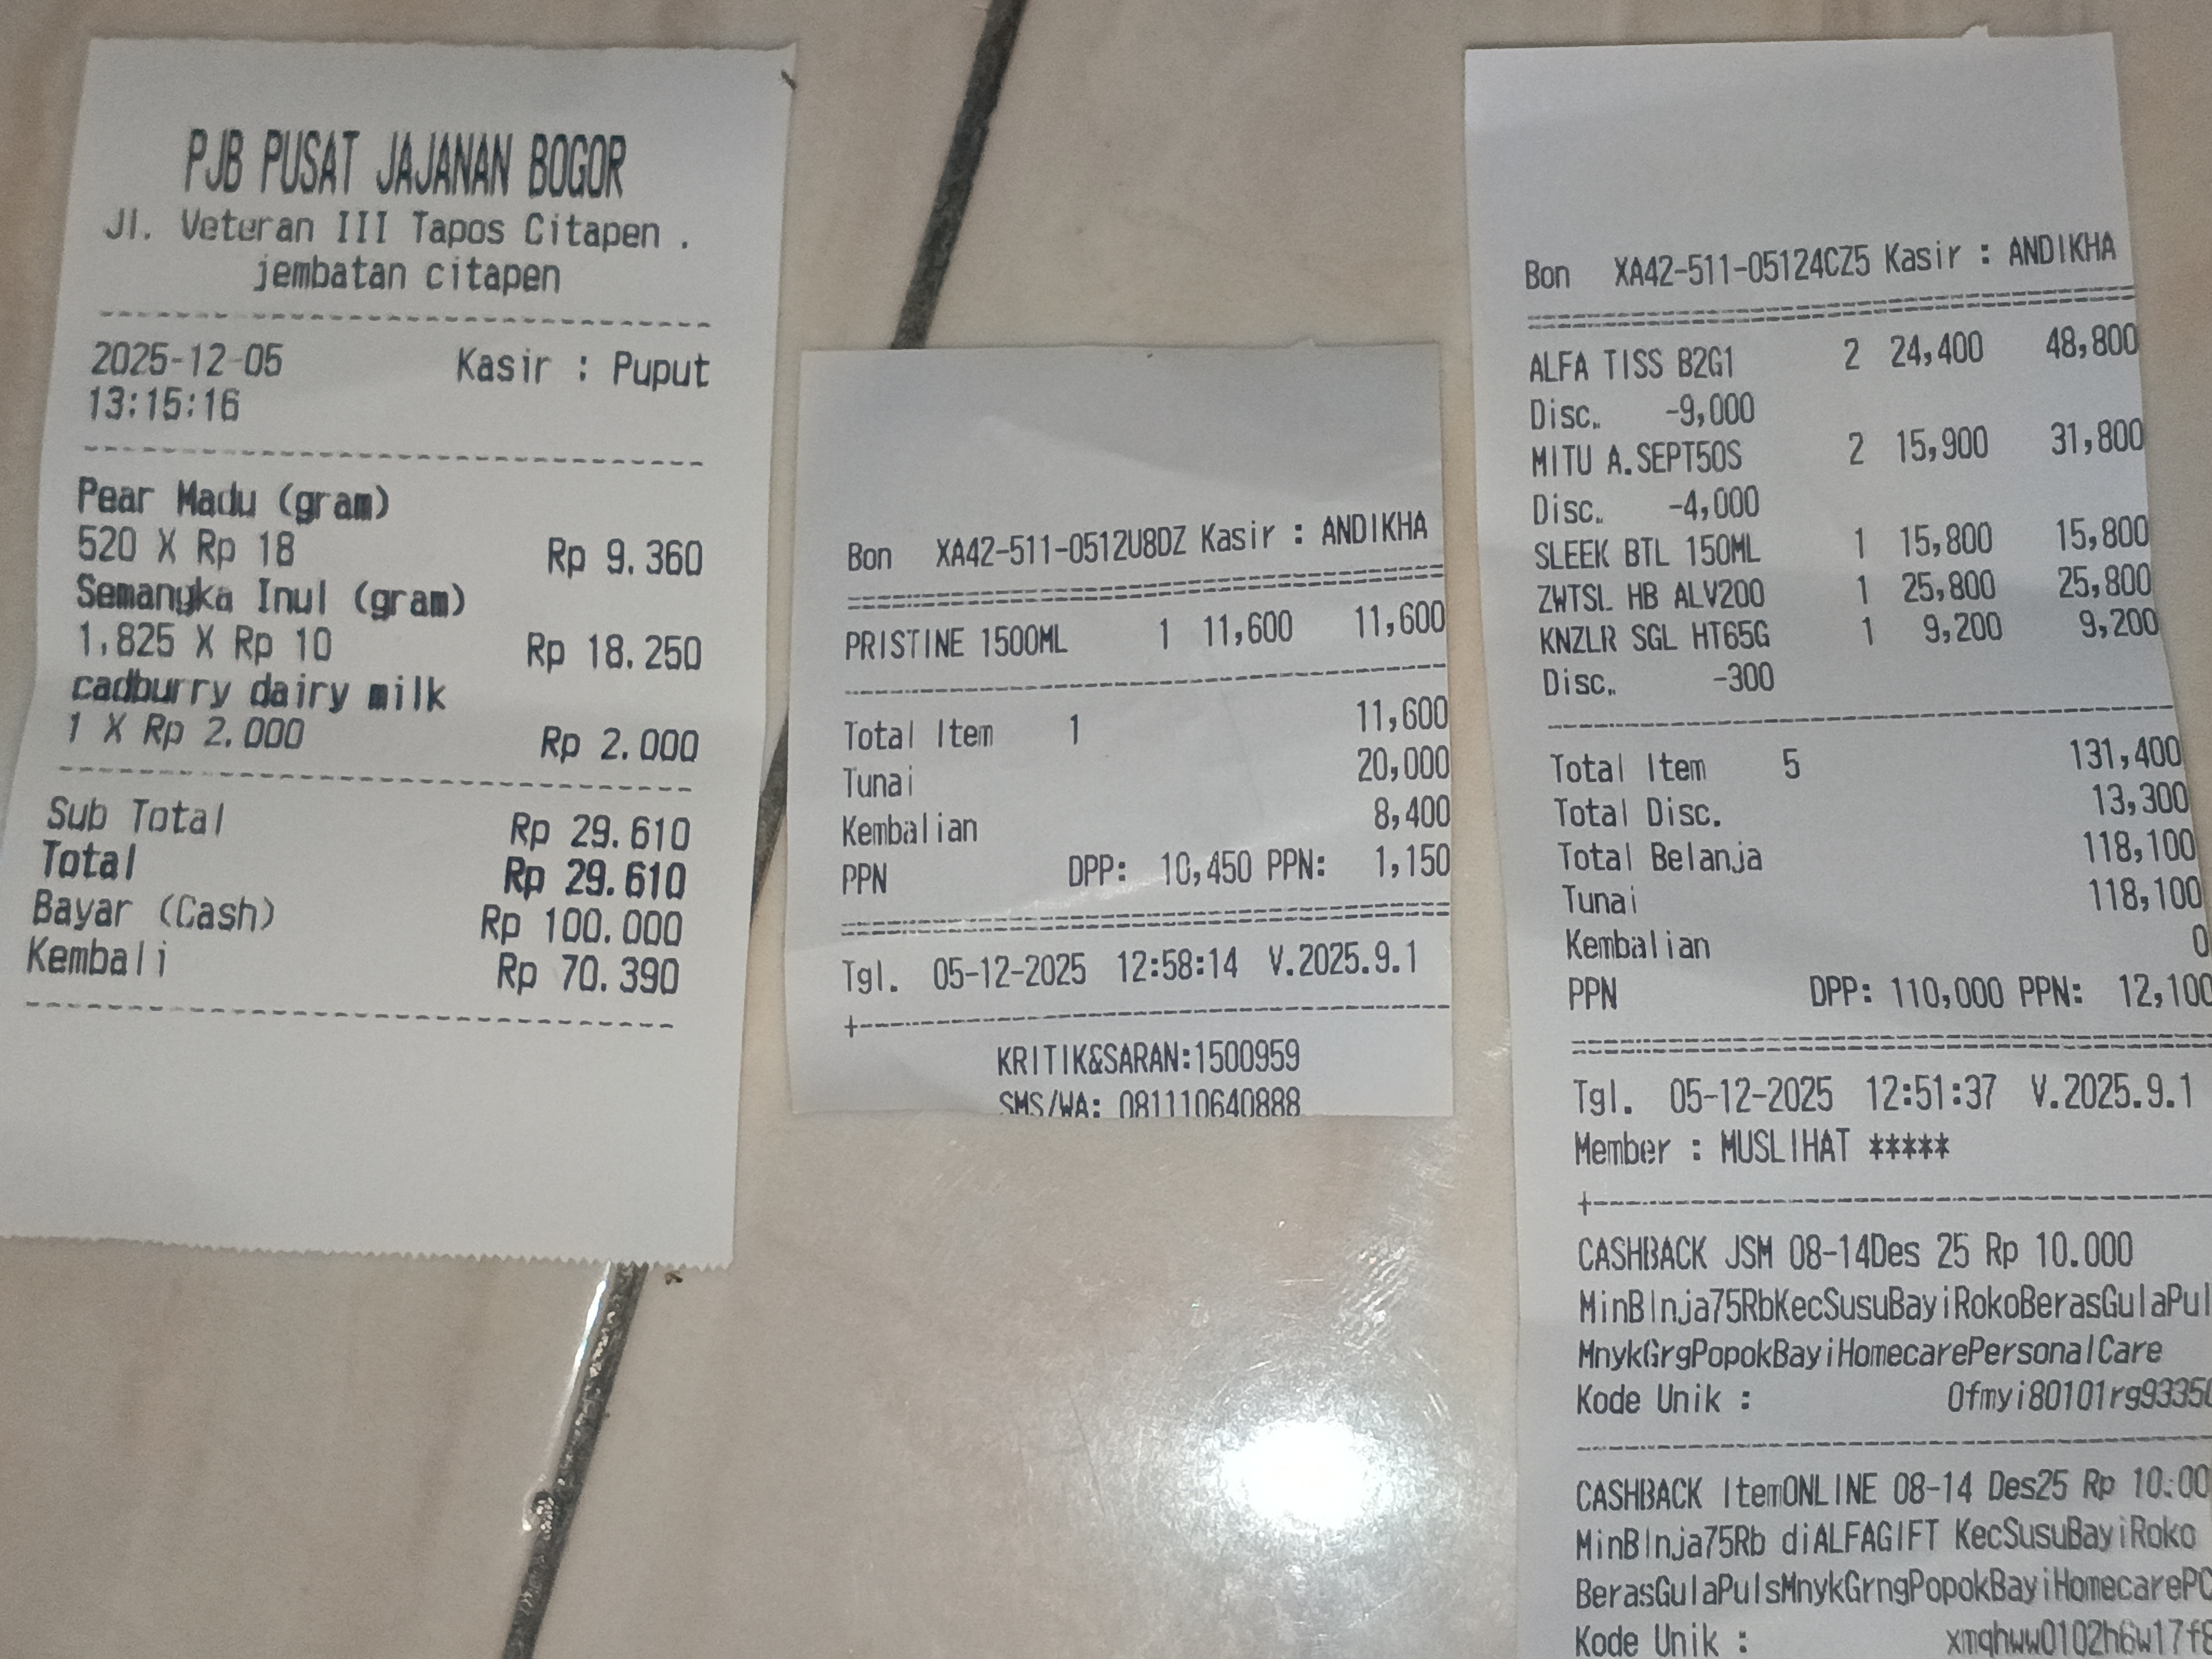 PJB PUSAT JAJANAN BOGOR
Jl. Veteran III Tapos Citapen .
jembatan citapen
2025-12-05 Kasir : Puput
13:15:16
Pear Madu (gram)
520 X Rp 18 Rp 9.360
Semangka Inul (gram)
1,825 X Rp 10 Rp 18.250
cadburry dairy milk
1 X Rp 2.000 Rp 2.000
Sub Total Rp 29.610
Total Rp 29.610
Bayar (Cash) Rp 100.000
Kembali Rp 70.390
Bon XA42-511-0512U8DZ Kasir : ANDIKHA
PRISTINE 1500ML 1 11,600 11,600
Total Item 1 11,600
Tunai 20,000
Kembalian 8,400
PPN DPP: 10,450 PPN: 1,150
Tgl. 05-12-2025 12:58:14 V.2025.9.1
KRITIK&SARAN:1500959
SMS/WA: 081110640888
Bon XA42-511-05124CZ5 Kasir : ANDIKHA
ALFA TISS B2G1 2 24,400 48,800
Disc. -9,000
MITU A.SEPT50S 2 15,900 31,800
Disc. -4,000
SLEEK BTL 150ML 1 15,800 15,800
ZWTSL HB ALV200 1 25,800 25,800
KNZLR SGL HT65G 1 9,200 9,200
Disc. -300
Total Item 5 131,400
Total Disc. 13,300
Total Belanja 118,100
Tunai 118,100
Kembalian 0
PPN DPP: 110,000 PPN: 12,100
Tgl. 05-12-2025 12:51:37 V.2025.9.1
Member : MUSLIHAT *****
CASHBACK JSM 08-14Des 25 Rp 10.000
MinBlnja75RbKecSusuBayiRokoBerasGulaPul
MnykGrgPopokBayiHomecarePersonalCare
Kode Unik : 0fmyi80101rg93350
CASHBACK ItemONLINE 08-14 Des25 Rp 10.00
MinBlnja75Rb diALFAGIFT KecSusuBayiRoko
BerasGulaPulsMnykGrngPopokBayiHomecarePC
Kode Unik :